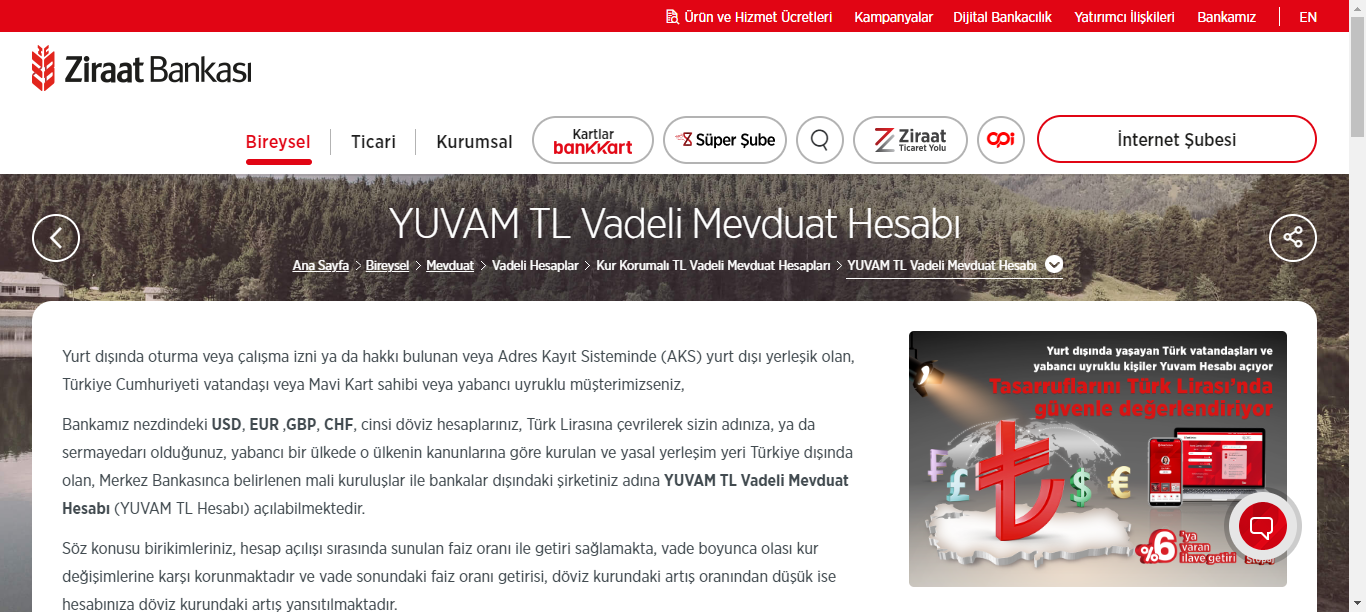 Ürün ve Hizmet Ücretleri Kampanyalar Dijital Bankacılık Yatırımcı İlişkileri Bankamız EN
Ziraat Bankası
Bireysel Ticari Kurumsal
Kartlar
bankkart
Süper Şube
Ziraat
Ticaret Yolu
opi
İnternet Şubesi
YUVAM TL Vadeli Mevduat Hesabı
Ana Sayfa > Bireysel > Mevduat > Vadeli Hesaplar > Kur Korumalı TL Vadeli Mevduat Hesapları > YUVAM TL Vadeli Mevduat Hesabı
Yurt dışında oturma veya çalışma izni ya da hakkı bulunan veya Adres Kayıt Sisteminde (AKS) yurt dışı yerleşik olan,
Türkiye Cumhuriyeti vatandaşı veya Mavi Kart sahibi veya yabancı uyruklu müşterimizseniz,
Bankamız nezdindeki USD, EUR ,GBP, CHF, cinsi döviz hesaplarınız, Türk Lirasına çevrilerek sizin adınıza, ya da
sermayedarı olduğunuz, yabancı bir ülkede o ülkenin kanunlarına göre kurulan ve yasal yerleşim yeri Türkiye dışında
olan, Merkez Bankasınca belirlenen mali kuruluşlar ile bankalar dışındaki şirketiniz adına YUVAM TL Vadeli Mevduat
Hesabı (YUVAM TL Hesabı) açılabilmektedir.
Söz konusu birikimleriniz, hesap açılışı sırasında sunulan faiz oranı ile getiri sağlamakta, vade boyunca olası kur
değişimlerine karşı korunmaktadır ve vade sonundaki faiz oranı getirisi, döviz kurundaki artış oranından düşük ise
hesabınıza döviz kurundaki artış yansıtılmaktadır.
Yurt dışında yaşayan Türk vatandaşları ve
yabancı uyruklu kişiler Yuvam Hesabı açıyor
Tasarruflarını Türk Lirası'nda
güvenle değerlendiriyor
%6 'ya
varan
ilave getiri